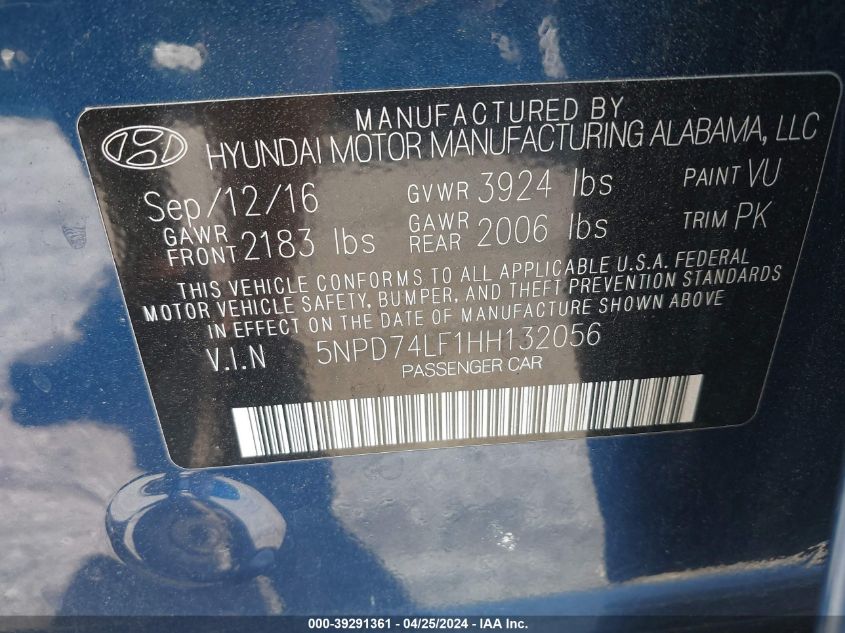 MANUFACTURED BY
HYUNDAI MOTOR MANUFACTURING ALABAMA, LLC
Sep/12/16 GVWR 3924 lbs PAINT VU
GAWR FRONT 2183 lbs GAWR REAR 2006 lbs TRIM PK
THIS VEHICLE CONFORMS TO ALL APPLICABLE U.S.A. FEDERAL
MOTOR VEHICLE SAFETY, BUMPER, AND THEFT PREVENTION STANDARDS
IN EFFECT ON THE DATE OF MANUFACTURE SHOWN ABOVE
V.I.N 5NPD74LF1HH132056
PASSENGER CAR
000-39291361 - 04/25/2024 - IAA Inc.